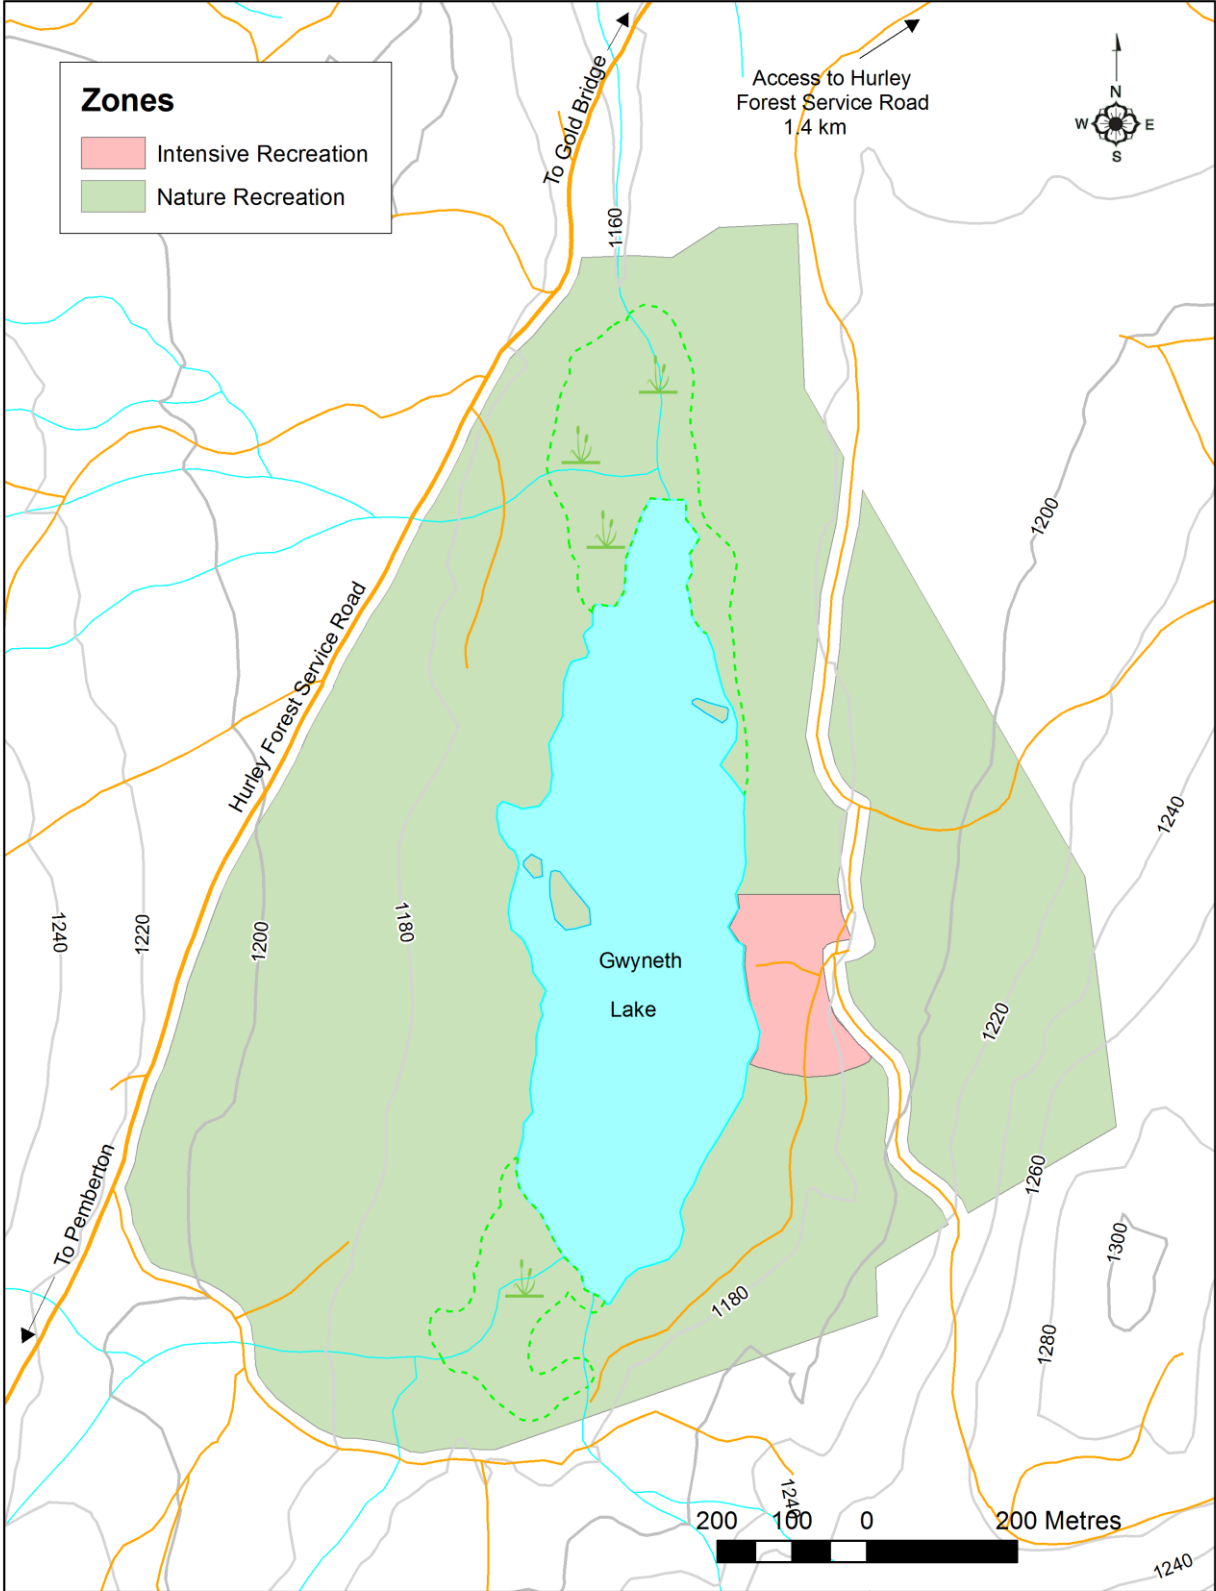 To Gold Bridge
Access to Hurley
Forest Service Road
1.4 km
N
W
E
S
Zones
Intensive Recreation
Nature Recreation
1160
1200
Hurley Forest Service Road
1240
1240
1220
1200
1180
Gwyneth
Lake
1220
To Pemberton
1260
1300
1180
1280
1240
200
100
0
200 Metres
1240